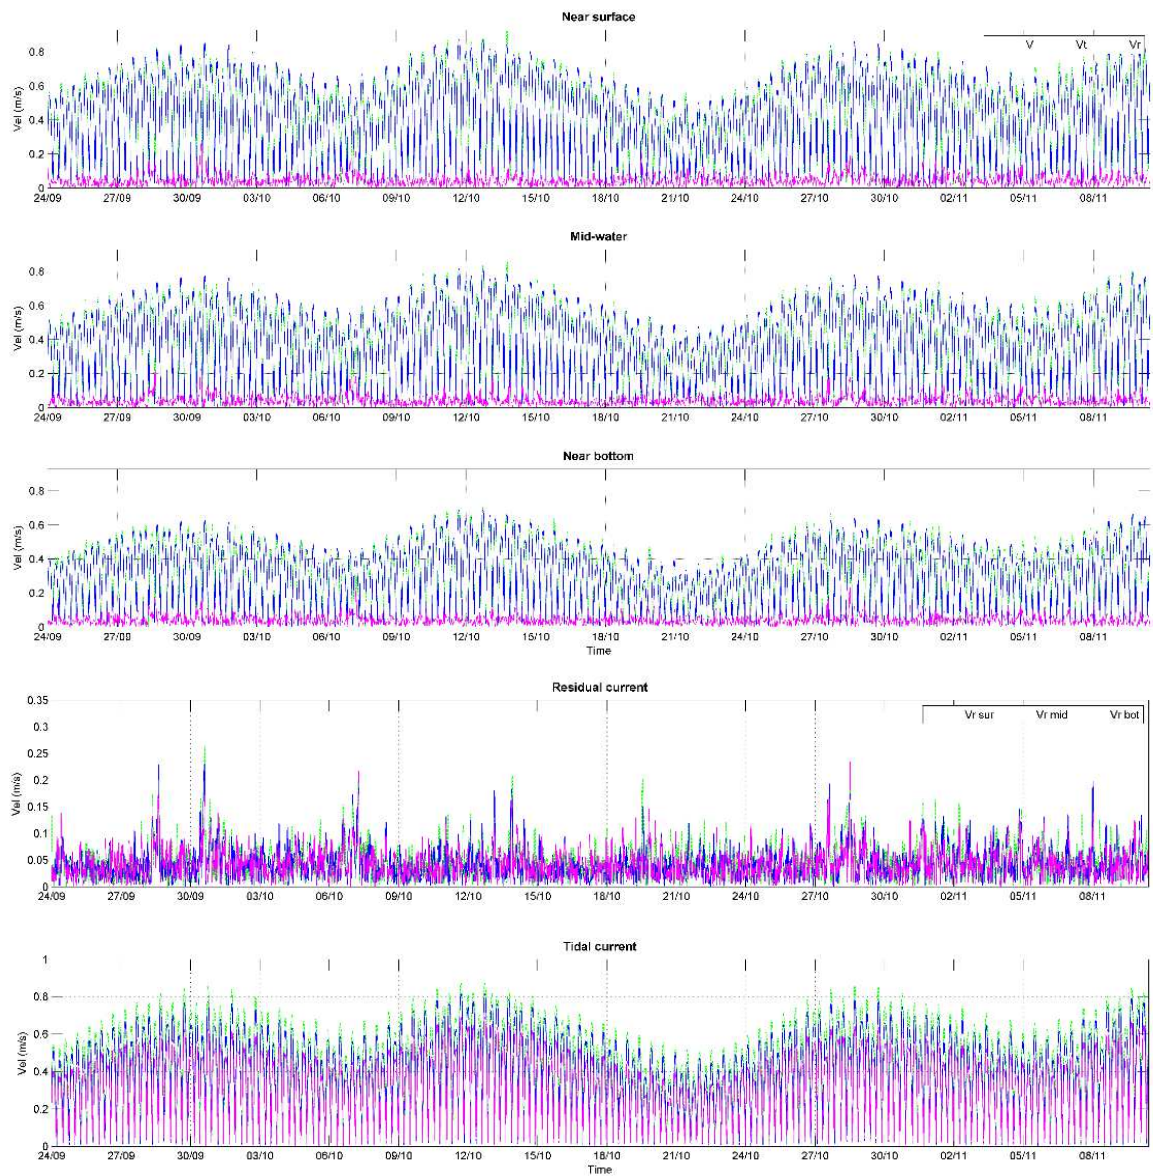 Near surface
V Vt Vr
0.8
0.6
0.4
0.2
0
Vel (m/s)
24/09 27/09 30/09 03/10 06/10 09/10 12/10 15/10 18/10 21/10 24/10 27/10 30/10 02/11 05/11 08/11
Mid-water
0.8
0.6
0.4
0.2
0
Vel (m/s)
24/09 27/09 30/09 03/10 06/10 09/10 12/10 15/10 18/10 21/10 24/10 27/10 30/10 02/11 05/11 08/11
Near bottom
0.8
0.6
0.4
0.2
0
Vel (m/s)
24/09 27/09 30/09 03/10 06/10 09/10 12/10 15/10 18/10 21/10 24/10 27/10 30/10 02/11 05/11 08/11
Time
Residual current
Vr sur Vr mid Vr bot
0.35
0.3
0.25
0.2
0.15
0.1
0.05
0
Vel (m/s)
24/09 27/09 30/09 03/10 06/10 09/10 12/10 15/10 18/10 21/10 24/10 27/10 30/10 02/11 05/11 08/11
Tidal current
1
0.8
0.6
0.4
0.2
0
Vel (m/s)
24/09 27/09 30/09 03/10 06/10 09/10 12/10 15/10 18/10 21/10 24/10 27/10 30/10 02/11 05/11 08/11
Time